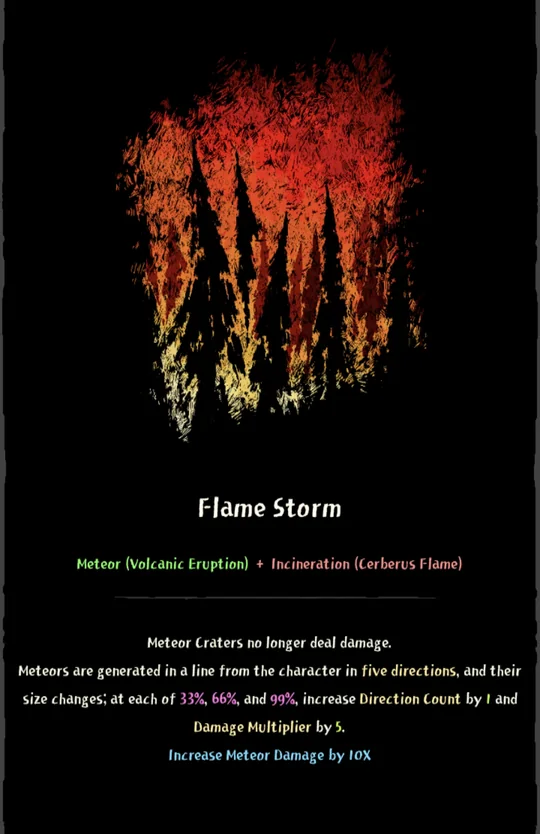 Flame Storm
Meteor (Volcanic Eruption) + Incineration (Cerberus Flame)
Meteor Craters no longer deal damage.
Meteors are generated in a line from the character in five directions, and their
size changes; at each of 33%, 66%, and 99%, increase Direction Count by 1 and
Damage Multiplier by 5.
Increase Meteor Damage by 10X